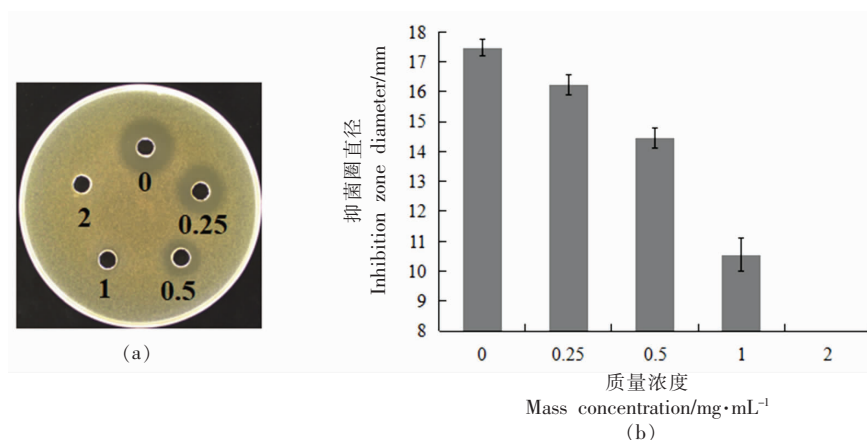 0
0.25
0.5
1
2
(a)
抑菌圈直径
Inhibition zone diameter/mm
18
17
16
15
14
13
12
11
10
9
8
0 0.25 0.5 1 2
质量浓度
Mass concentration/mg·mL⁻¹
(b)